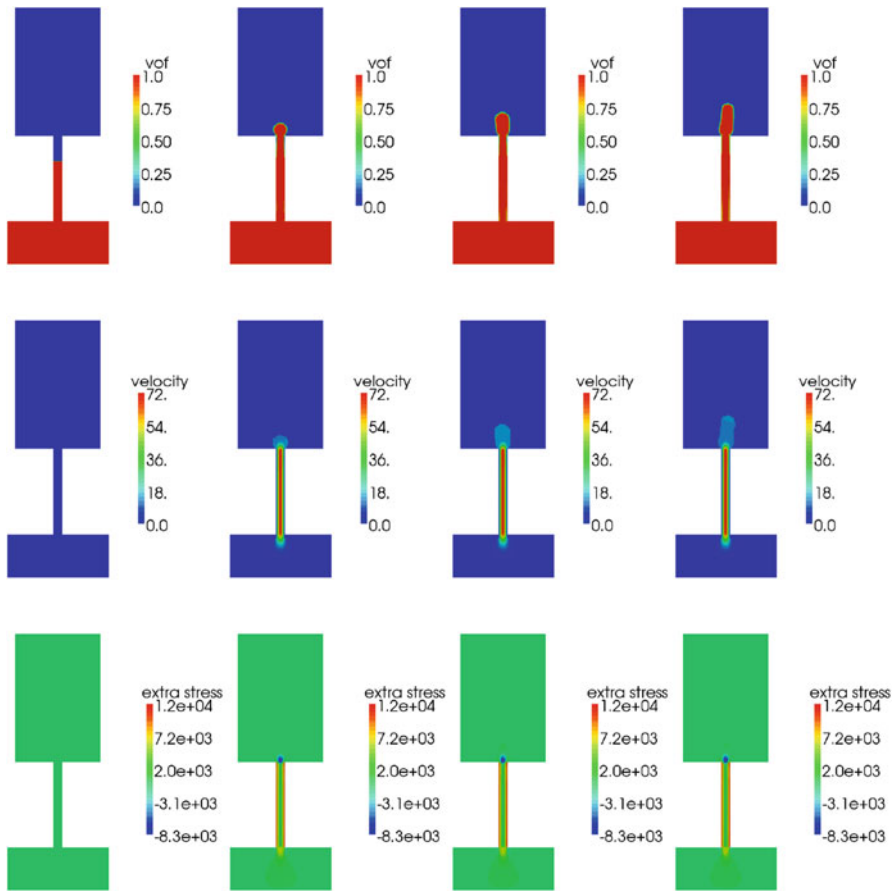 vof vof vof vof
1.0 1.0 1.0 1.0
0.75 0.75 0.75 0.75
0.50 0.50 0.50 0.50
0.25 0.25 0.25 0.25
0.0 0.0 0.0 0.0
velocity velocity velocity velocity
72. 72. 72. 72.
54. 54. 54. 54.
36. 36. 36. 36.
18. 18. 18. 18.
0.0 0.0 0.0 0.0
extra stress extra stress extra stress extra stress
1.2e+04 1.2e+04 1.2e+04 1.2e+04
7.2e+03 7.2e+03 7.2e+03 7.2e+03
2.0e+03 2.0e+03 2.0e+03 2.0e+03
-3.1e+03 -3.1e+03 -3.1e+03 -3.1e+03
-8.3e+03 -8.3e+03 -8.3e+03 -8.3e+03